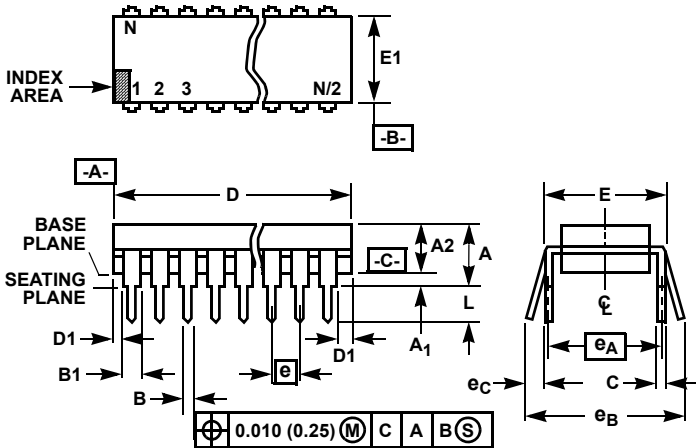 N
E1
INDEX
AREA
1 2 3 N/2
-B-
-A-
D
E
BASE
PLANE
A2
A
-C-
SEATING
PLANE
L
D1
D1
A1
eA
B1
e
eC
C
B
eB
0.010 (0.25) M C A B S